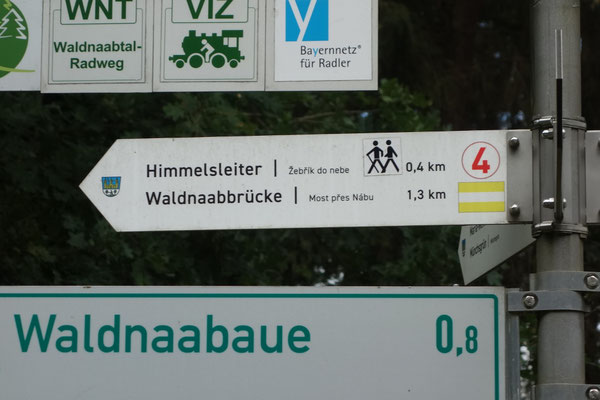 WNT
Waldnaabtal-
Radweg
VIZ
Bayernnetz®
für Radler
Himmelsleiter | Žebřík do nebe 0,4 km 4
Waldnaabbrücke | Most přes Nábu 1,3 km
Waldnaabaue 0,8